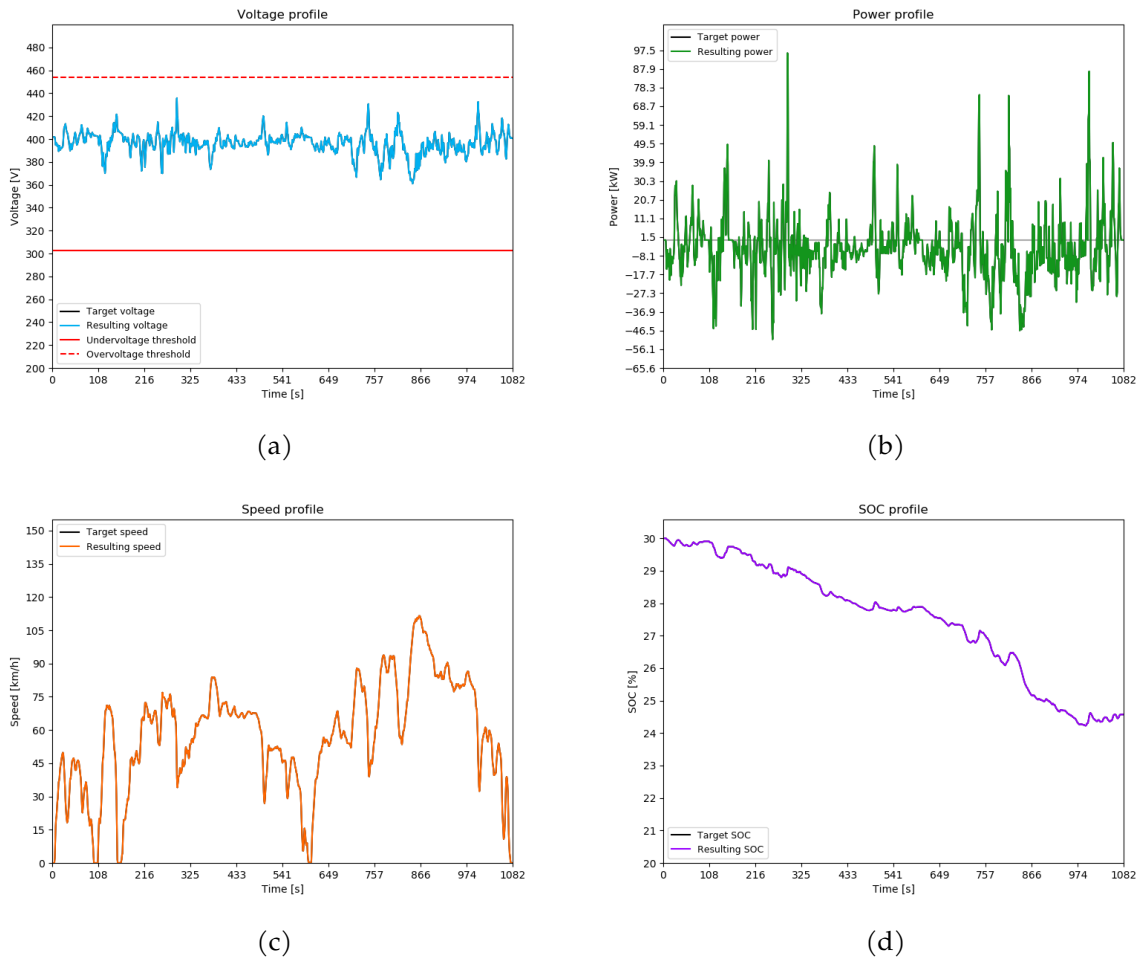 Voltage profile
480
460
440
420
400
380
360
340
320
300
280
260
240
220
200
Voltage [V]
Target voltage
Resulting voltage
Undervoltage threshold
Overvoltage threshold
0 108 216 325 433 541 649 757 866 974 1082
Time [s]
(a)
Power profile
97.5
87.9
78.3
68.7
59.1
49.5
39.9
30.3
20.7
11.1
1.5
−8.1
−17.7
−27.3
−36.9
−46.5
−56.1
−65.6
Power [kW]
Target power
Resulting power
0 108 216 325 433 541 649 757 866 974 1082
Time [s]
(b)
Speed profile
150
135
120
105
90
75
60
45
30
15
0
Speed [km/h]
Target speed
Resulting speed
0 108 216 325 433 541 649 757 866 974 1082
Time [s]
(c)
SOC profile
30
29
28
27
26
25
24
23
22
21
20
SOC [%]
Target SOC
Resulting SOC
0 108 216 325 433 541 649 757 866 974 1082
Time [s]
(d)